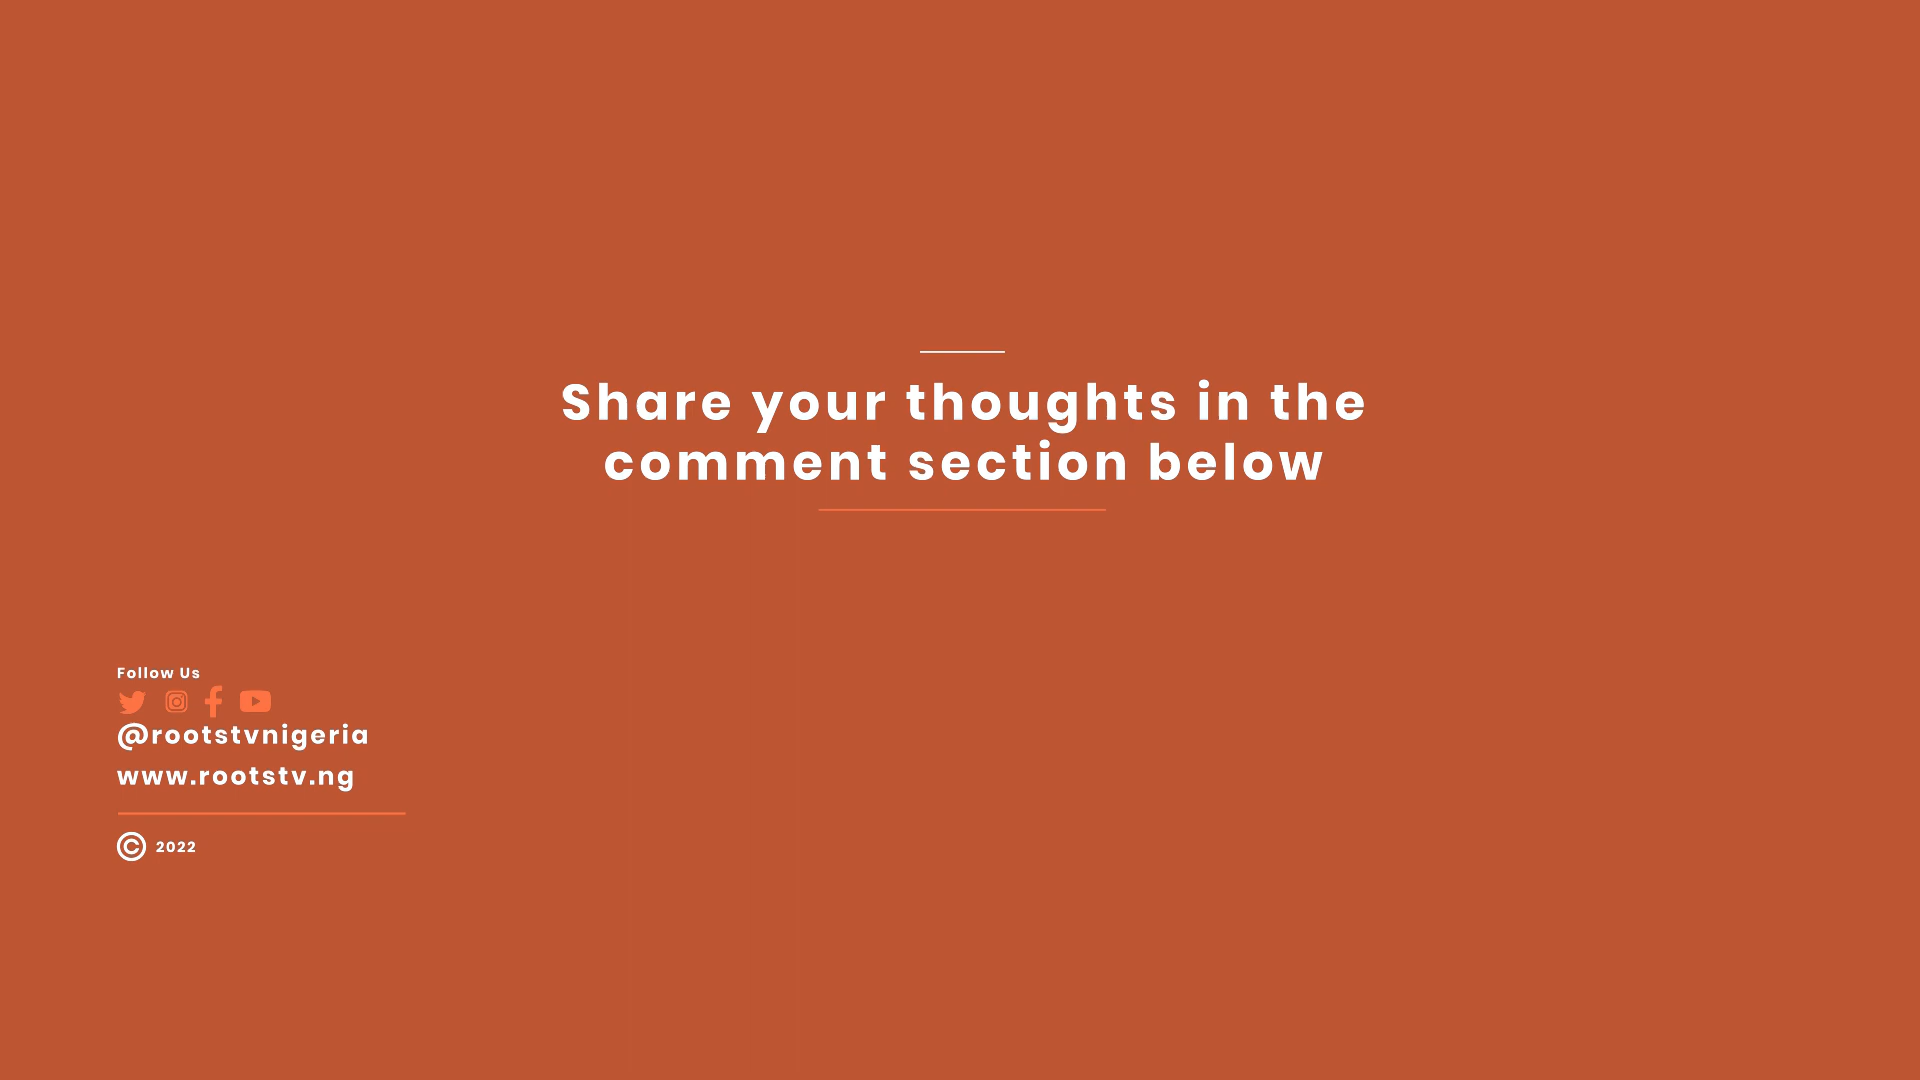 Share your thoughts in the
comment section below
Follow Us
@rootstvnigeria
www.rootstv.ng
© 2022